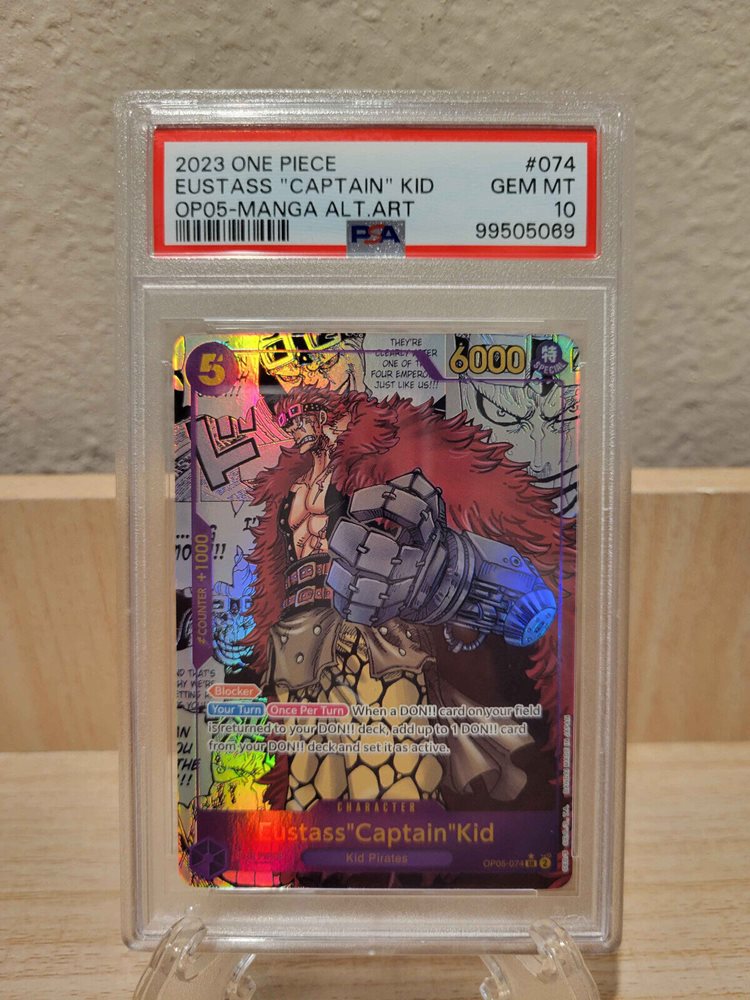 2023 ONE PIECE #074
EUSTASS "CAPTAIN" KID GEM MT
OP05-MANGA ALT.ART 10
PSA 99505069
5
THEY'RE
CLEARLY AFTER
ONE OF THE
FOUR EMPERORS
JUST LIKE US!!!
6000
特
SPECIAL
COUNTER +1000
Blocker
Your Turn Once Per Turn When a DON!! card on your field
is returned to your DON!! deck, add up to 1 DON!! card
from your DON!! deck and set it as active.
CHARACTER
Eustass"Captain"Kid
Kid Pirates
OP05-074 SR 2